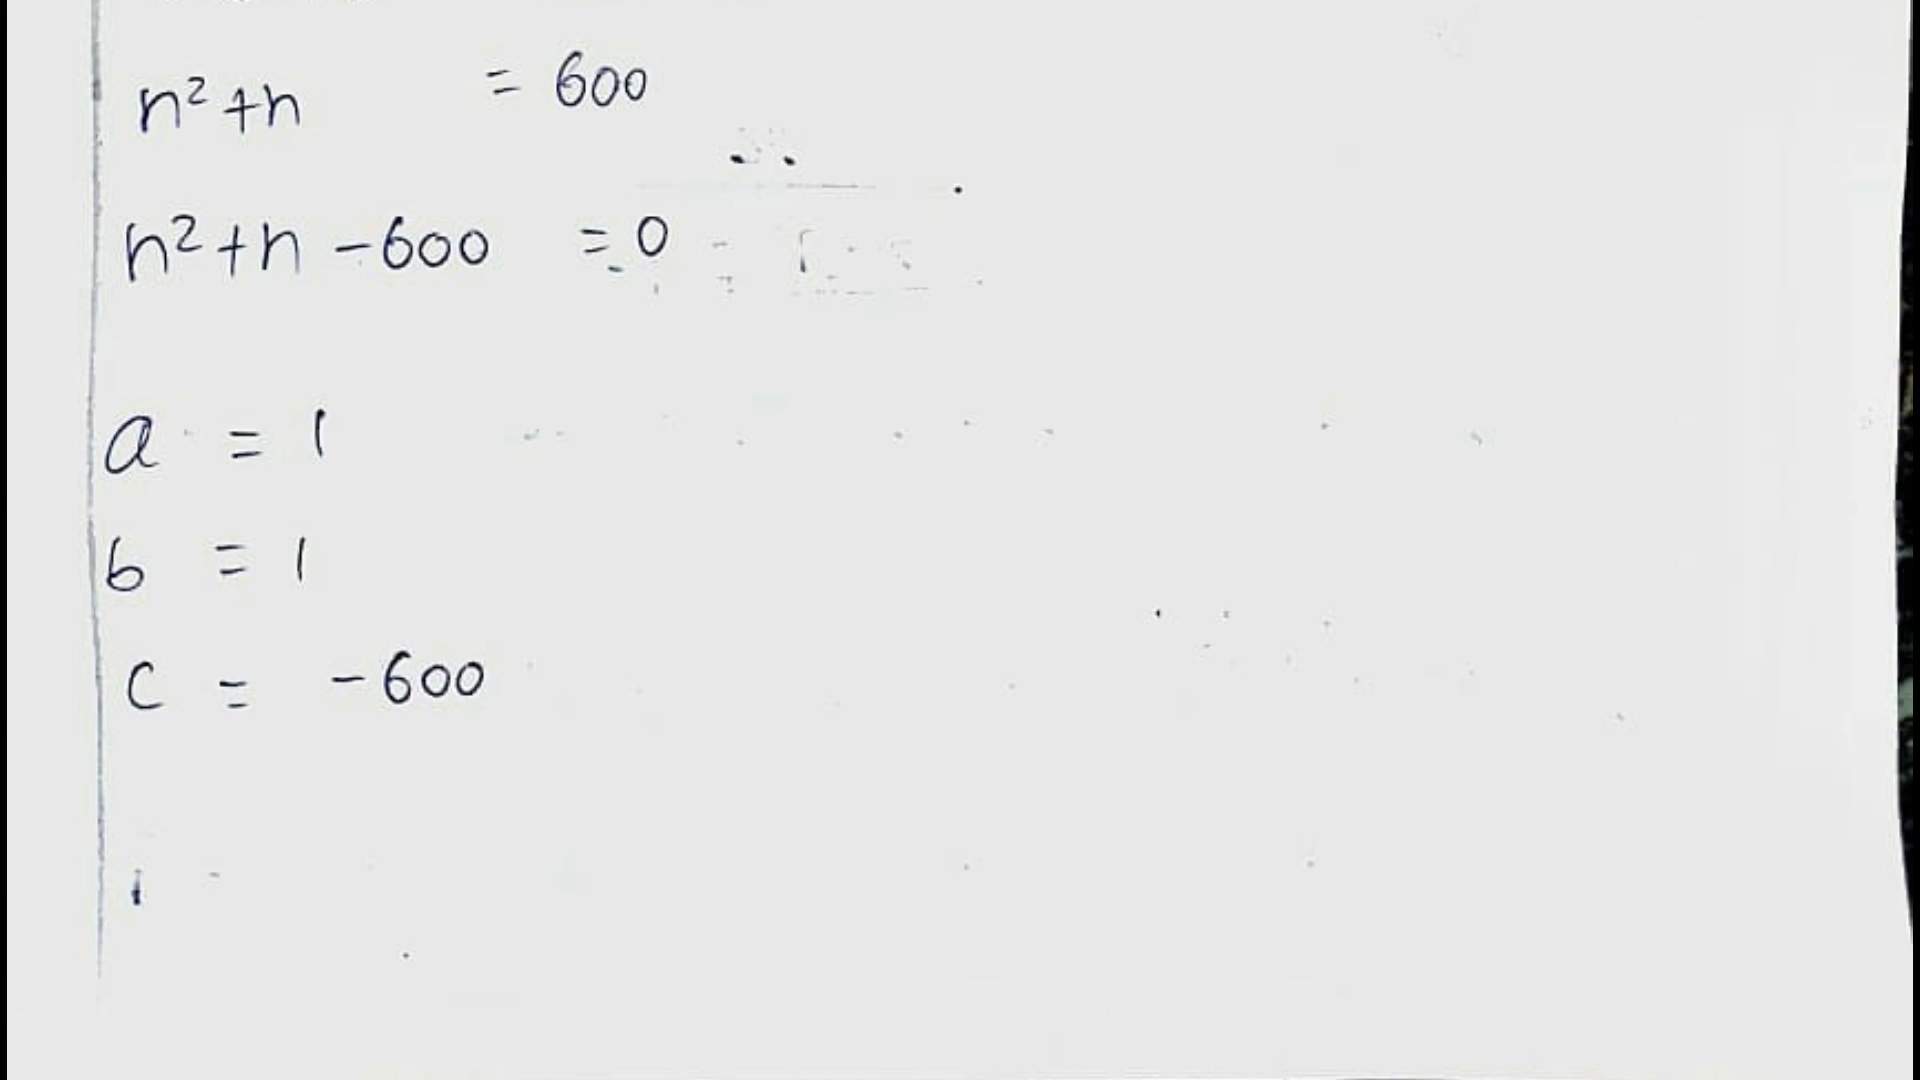 n² + n = 600
n² + n - 600 = 0
a = 1
b = 1
c = - 600